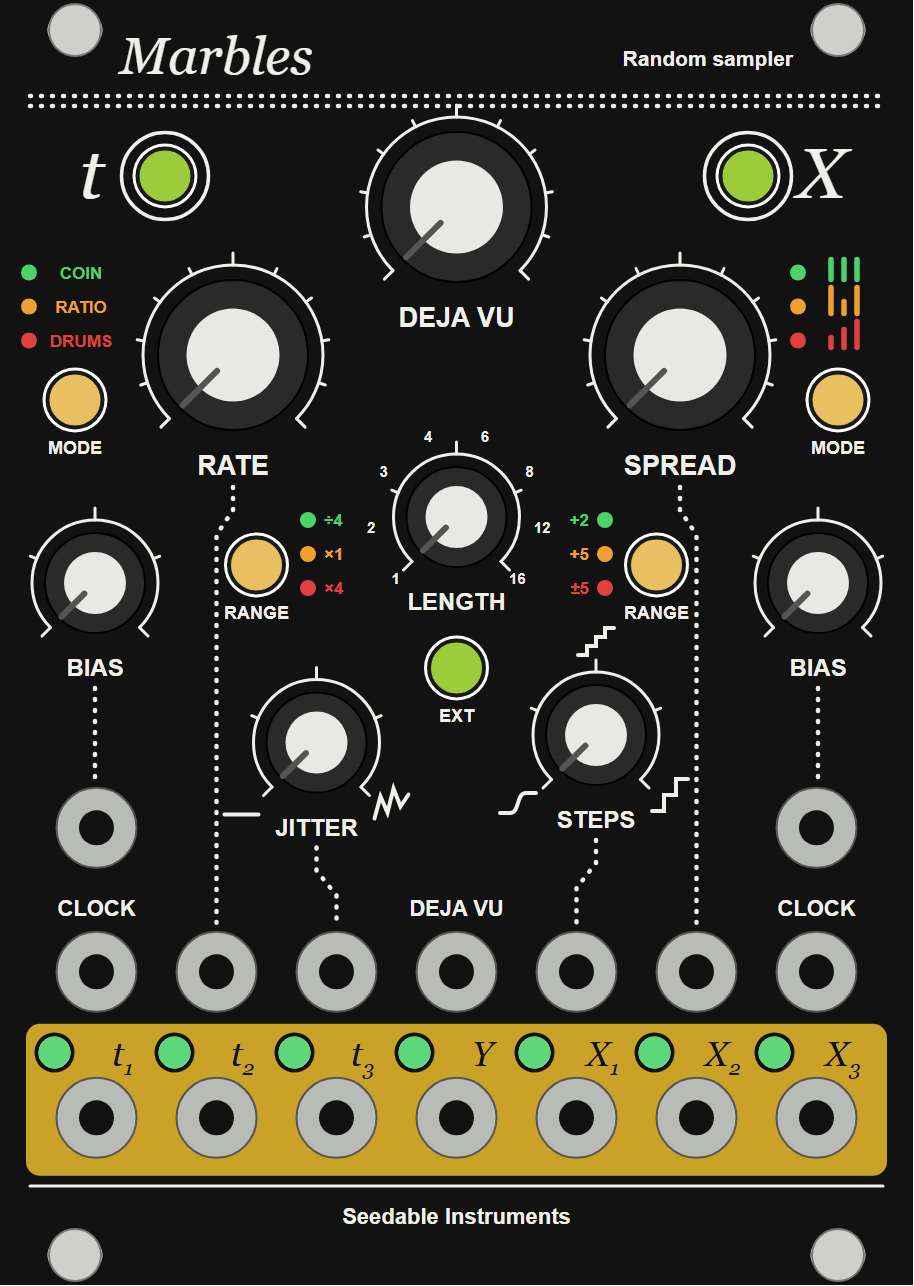 Marbles
Random sampler
t
X
COIN
RATIO
DRUMS
MODE
DEJA VU
MODE
RATE
SPREAD
1
2
3
4
6
8
12
16
÷4
×1
×4
RANGE
LENGTH
+2
+5
±5
RANGE
BIAS
EXT
BIAS
JITTER
STEPS
CLOCK
DEJA VU
CLOCK
t1
t2
t3
Y
X1
X2
X3
Seedable Instruments